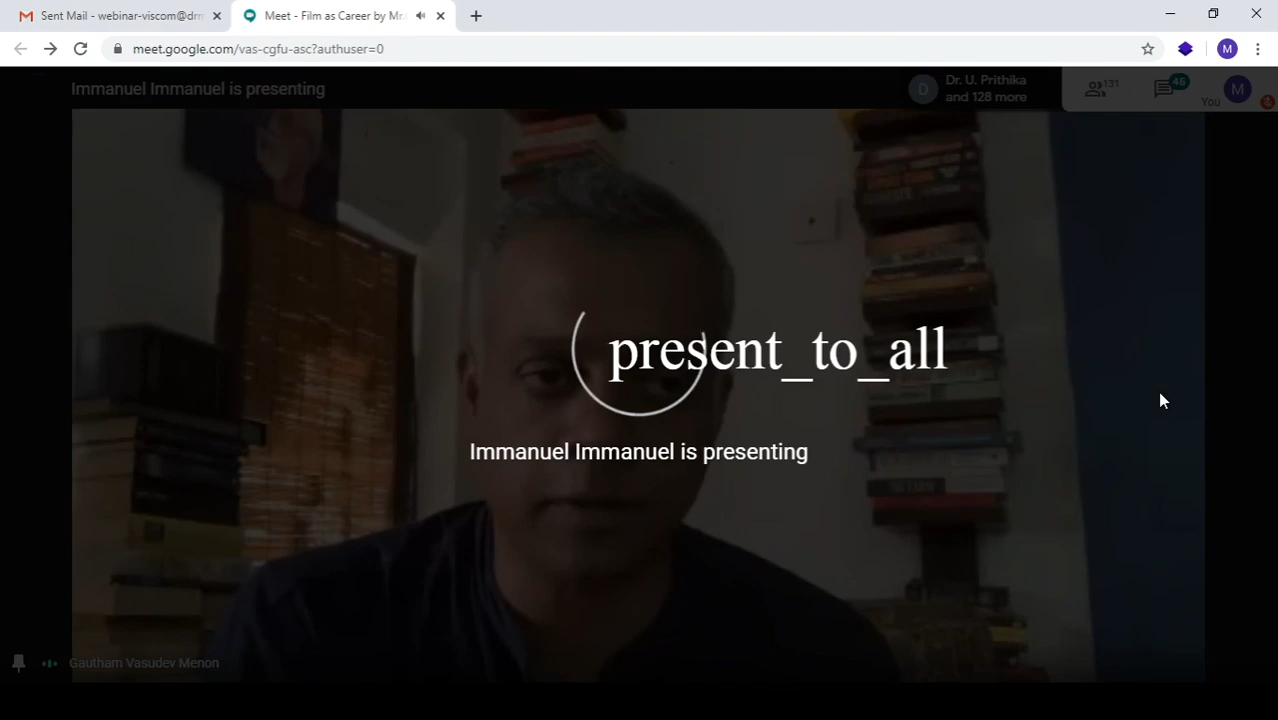 Sent Mail - webinar-viscom@drm
Meet - Film as Career by Mr.
meet.google.com/vas-cgfu-asc?authuser=0
M
Immanuel Immanuel is presenting
D
Dr. U. Prithika
and 128 more
131
46
You
M
present_to_all
Immanuel Immanuel is presenting
Gautham Vasudev Menon